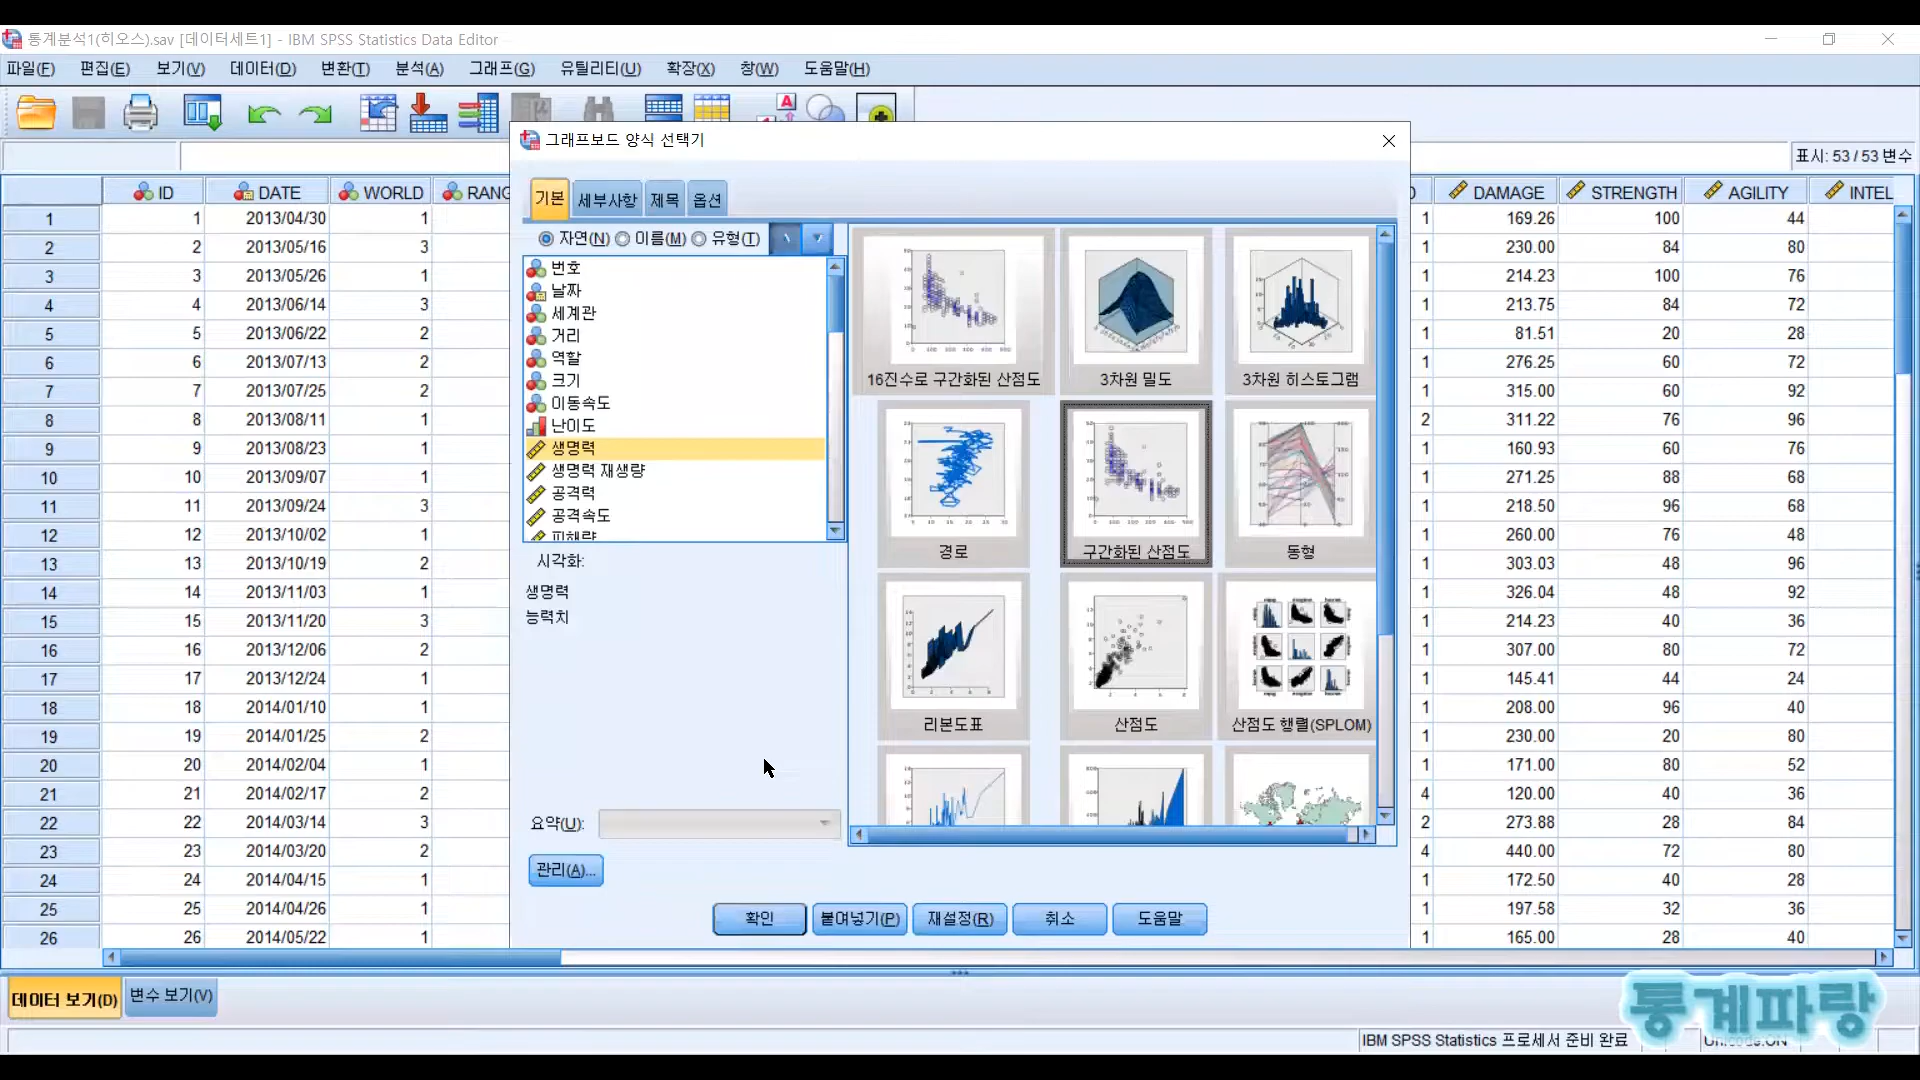 통계분석1(히오스).sav [데이터세트1] - IBM SPSS Statistics Data Editor
파일(F) 편집(E) 보기(V) 데이터(D) 변환(T) 분석(A) 그래프(G) 유틸리티(U) 확장(X) 창(W) 도움말(H)
표시: 53 / 53 변수
그래프보드 양식 선택기
기본 세부사항 제목 옵션
자연(N) 이름(M) 유형(T)
번호
날짜
세계관
거리
역할
크기
이동속도
난이도
생명력
생명력 재생량
공격력
공격속도
피해량
시각화:
생명력
능력치
요약(U):
관리(A)...
16진수로 구간화된 산점도 3차원 밀도 3차원 히스토그램
경로 구간화된 산점도 동형
리본도표 산점도 산점도 행렬(SPLOM)
확인 붙여넣기(P) 재설정(R) 취소 도움말
ID DATE WORLD RANG DAMAGE STRENGTH AGILITY INTEL
1 1 2013/04/30 1 1 169.26 100 44
2 2 2013/05/16 3 1 230.00 84 80
3 3 2013/05/26 1 1 214.23 100 76
4 4 2013/06/14 3 1 213.75 84 72
5 5 2013/06/22 2 1 81.51 20 28
6 6 2013/07/13 2 1 276.25 60 72
7 7 2013/07/25 2 1 315.00 60 92
8 8 2013/08/11 1 2 311.22 76 96
9 9 2013/08/23 1 1 160.93 60 76
10 10 2013/09/07 1 1 271.25 88 68
11 11 2013/09/24 3 1 218.50 96 68
12 12 2013/10/02 1 1 260.00 76 48
13 13 2013/10/19 2 1 303.03 48 96
14 14 2013/11/03 1 1 326.04 48 92
15 15 2013/11/20 3 1 214.23 40 36
16 16 2013/12/06 2 1 307.00 80 72
17 17 2013/12/24 1 1 145.41 44 24
18 18 2014/01/10 1 1 208.00 96 40
19 19 2014/01/25 2 1 230.00 20 80
20 20 2014/02/04 1 1 171.00 80 52
21 21 2014/02/17 2 4 120.00 40 36
22 22 2014/03/14 3 2 273.88 28 84
23 23 2014/03/20 2 4 440.00 72 80
24 24 2014/04/15 1 1 172.50 40 28
25 25 2014/04/26 1 1 197.58 32 36
26 26 2014/05/22 1 1 165.00 28 40
데이터 보기(D) 변수 보기(V)
통계파랑
IBM SPSS Statistics 프로세서 준비 완료 Unicode:ON